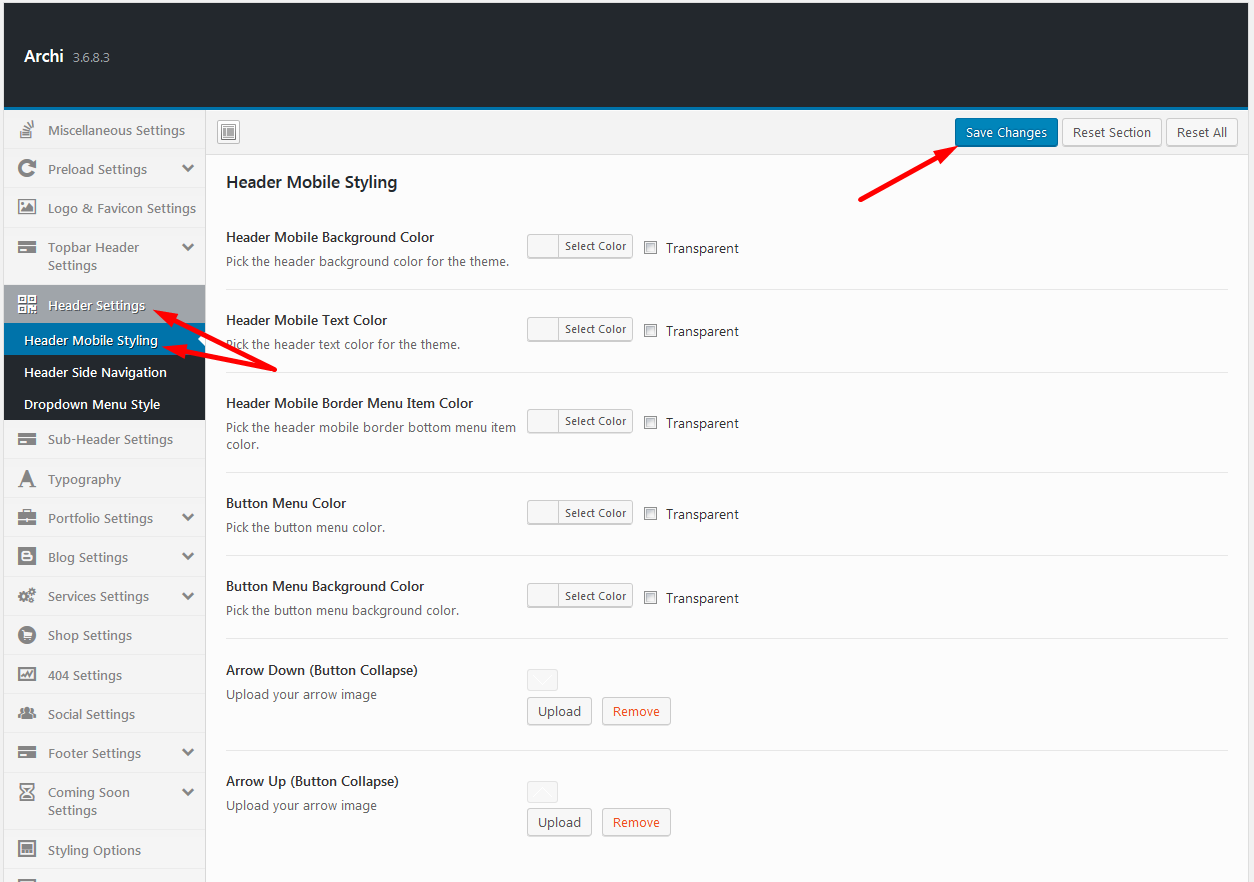 Archi 3.6.8.3
Miscellaneous Settings
Preload Settings
Logo & Favicon Settings
Topbar Header
Settings
Header Settings
Header Mobile Styling
Header Side Navigation
Dropdown Menu Style
Sub-Header Settings
Typography
Portfolio Settings
Blog Settings
Services Settings
Shop Settings
404 Settings
Social Settings
Footer Settings
Coming Soon
Settings
Styling Options
Save Changes Reset Section Reset All
Header Mobile Styling
Header Mobile Background Color
Pick the header background color for the theme.
Select Color Transparent
Header Mobile Text Color
Pick the header text color for the theme.
Select Color Transparent
Header Mobile Border Menu Item Color
Pick the header mobile border bottom menu item
color.
Select Color Transparent
Button Menu Color
Pick the button menu color.
Select Color Transparent
Button Menu Background Color
Pick the button menu background color.
Select Color Transparent
Arrow Down (Button Collapse)
Upload your arrow image
Upload Remove
Arrow Up (Button Collapse)
Upload your arrow image
Upload Remove